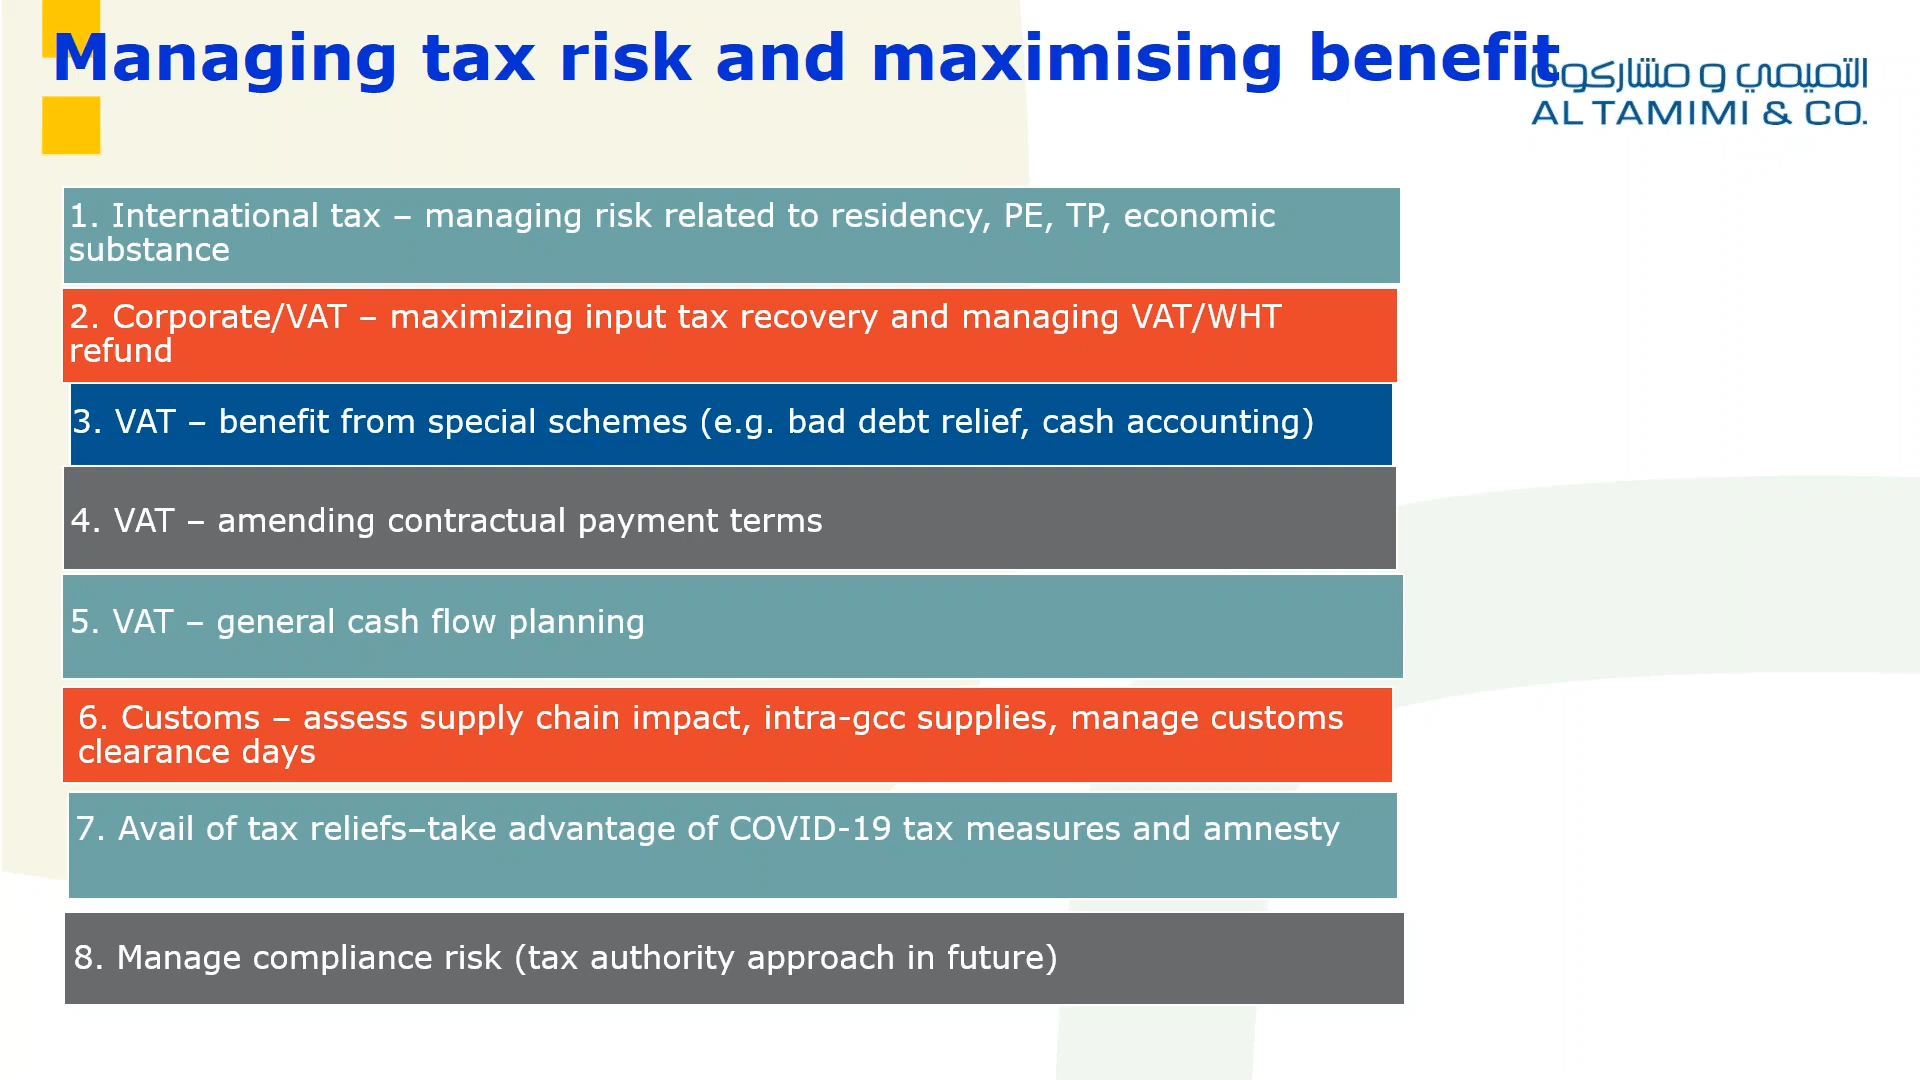 Managing tax risk and maximising benefit
التميمي و مشاركوه
AL TAMIMI & CO.
1. International tax – managing risk related to residency, PE, TP, economic
substance
2. Corporate/VAT – maximizing input tax recovery and managing VAT/WHT
refund
3. VAT – benefit from special schemes (e.g. bad debt relief, cash accounting)
4. VAT – amending contractual payment terms
5. VAT – general cash flow planning
6. Customs – assess supply chain impact, intra-gcc supplies, manage customs
clearance days
7. Avail of tax reliefs–take advantage of COVID-19 tax measures and amnesty
8. Manage compliance risk (tax authority approach in future)